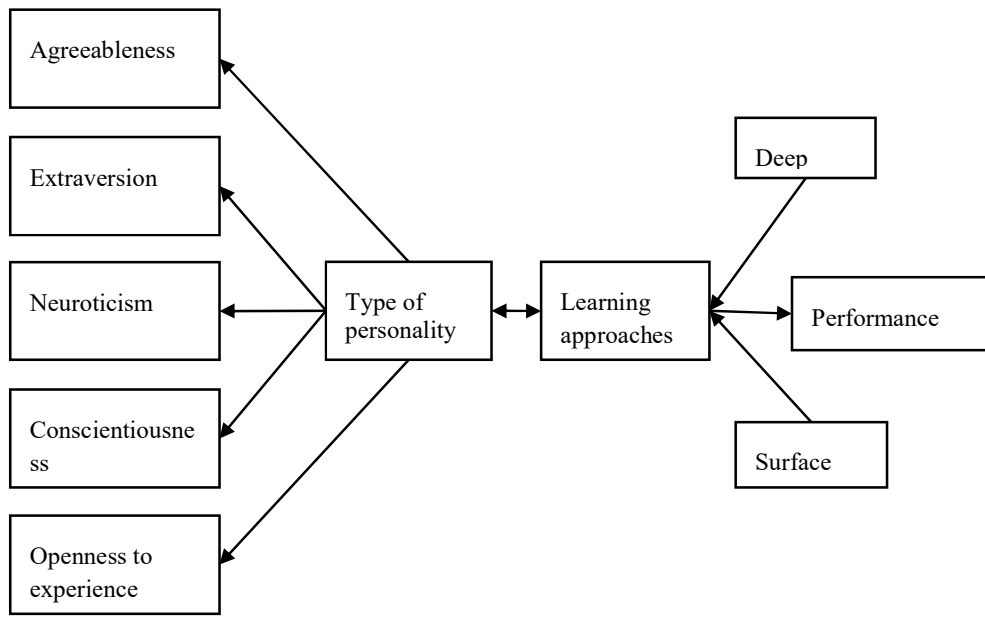 Agreeableness
Extraversion
Neuroticism
Conscientiousne
ss
Openness to
experience
Type of
personality
Learning
approaches
Deep
Performance
Surface